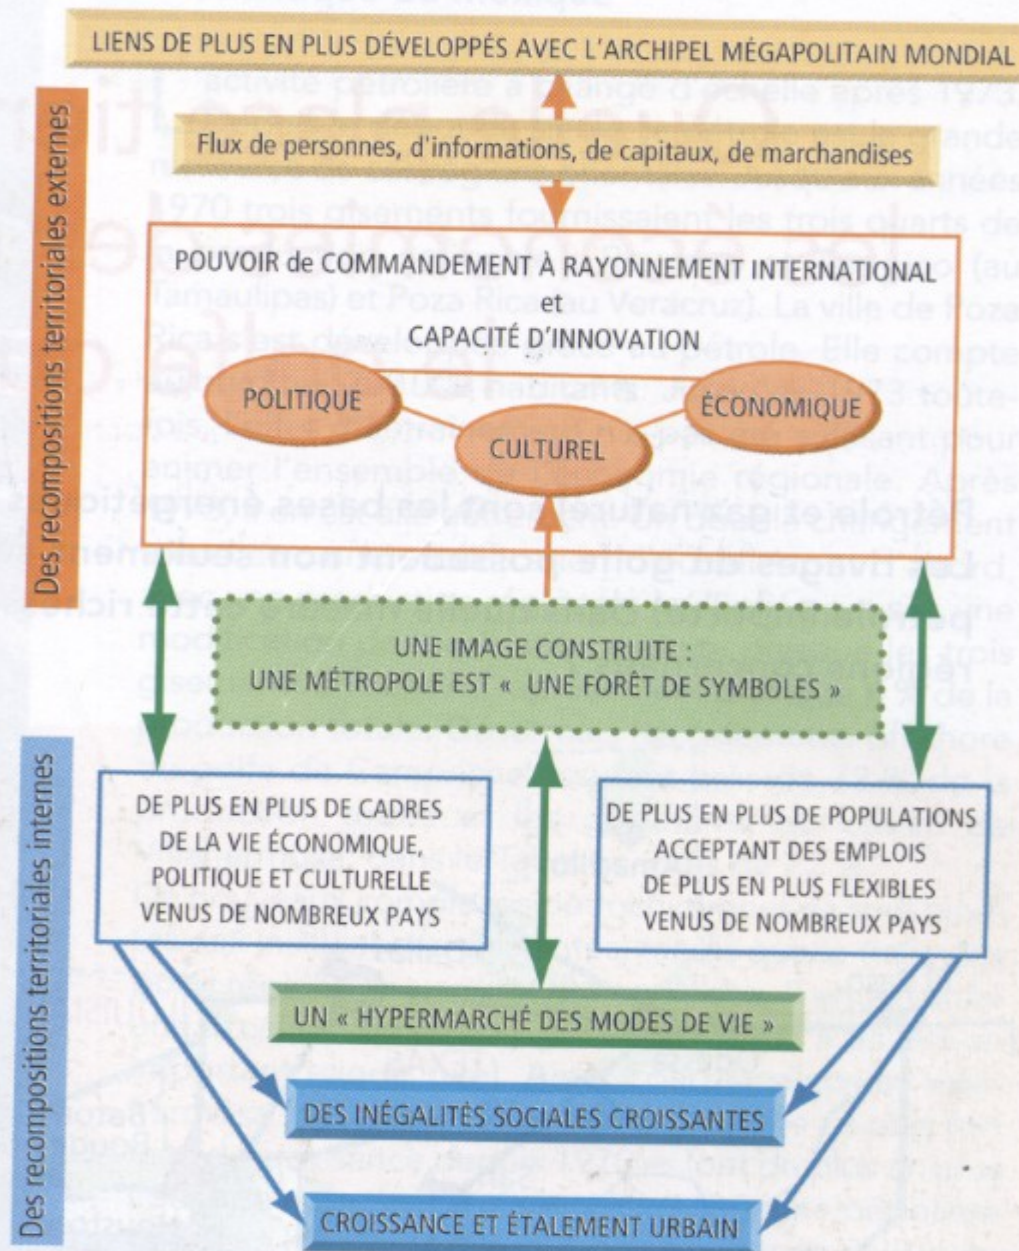 LIENS DE PLUS EN PLUS DÉVELOPPÉS AVEC L'ARCHIPEL MÉGAPOLITAIN MONDIAL
Des recompositions territoriales externes
Flux de personnes, d'informations, de capitaux, de marchandises
POUVOIR de COMMANDEMENT À RAYONNEMENT INTERNATIONAL
et
CAPACITÉ D'INNOVATION
POLITIQUE
CULTUREL
ÉCONOMIQUE
UNE IMAGE CONSTRUITE :
UNE MÉTROPOLE EST « UNE FORÊT DE SYMBOLES »
Des recompositions territoriales internes
DE PLUS EN PLUS DE CADRES
DE LA VIE ÉCONOMIQUE,
POLITIQUE ET CULTURELLE
VENUS DE NOMBREUX PAYS
DE PLUS EN PLUS DE POPULATIONS
ACCEPTANT DES EMPLOIS
DE PLUS EN PLUS FLEXIBLES
VENUS DE NOMBREUX PAYS
UN « HYPERMARCHÉ DES MODES DE VIE »
DES INÉGALITÉS SOCIALES CROISSANTES
CROISSANCE ET ÉTALEMENT URBAIN